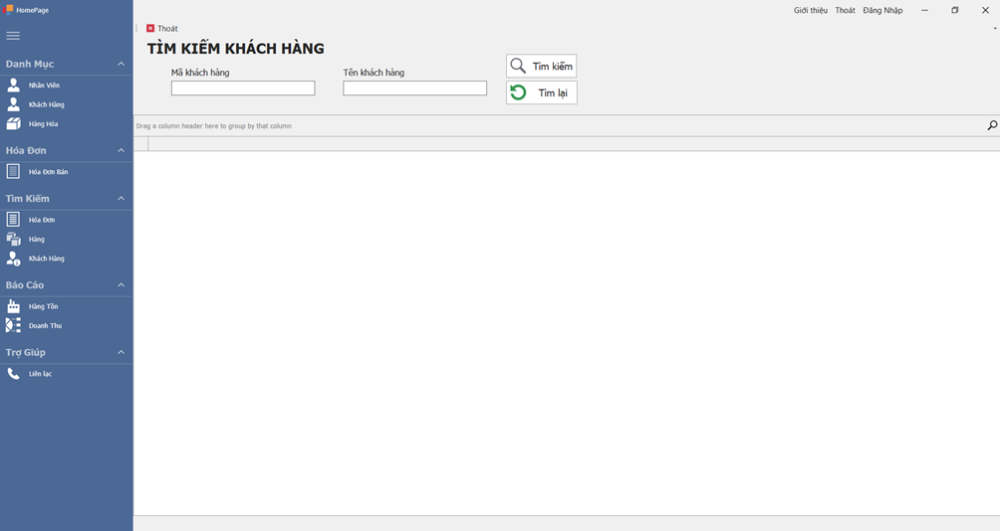 HomePage
Giới thiệu Thoát Đăng Nhập
Thoát
TÌM KIẾM KHÁCH HÀNG
Mã khách hàng
Tên khách hàng
Tìm kiếm
Tìm lại
Drag a column header here to group by that column
Danh Mục
Nhân Viên
Khách Hàng
Hàng Hóa
Hóa Đơn
Hóa Đơn Bán
Tìm Kiếm
Hóa Đơn
Hàng
Khách Hàng
Báo Cáo
Hàng Tồn
Doanh Thu
Trợ Giúp
Liên lạc